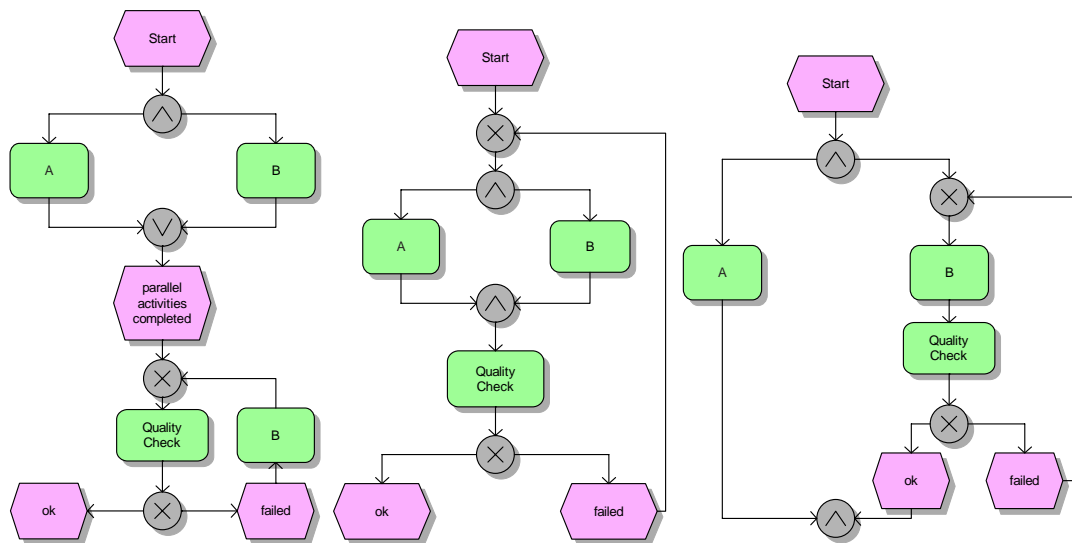 Start
A
B
parallel
activities
completed
Quality
Check
B
ok
failed
Start
A
B
Quality
Check
ok
failed
Start
A
B
Quality
Check
ok
failed